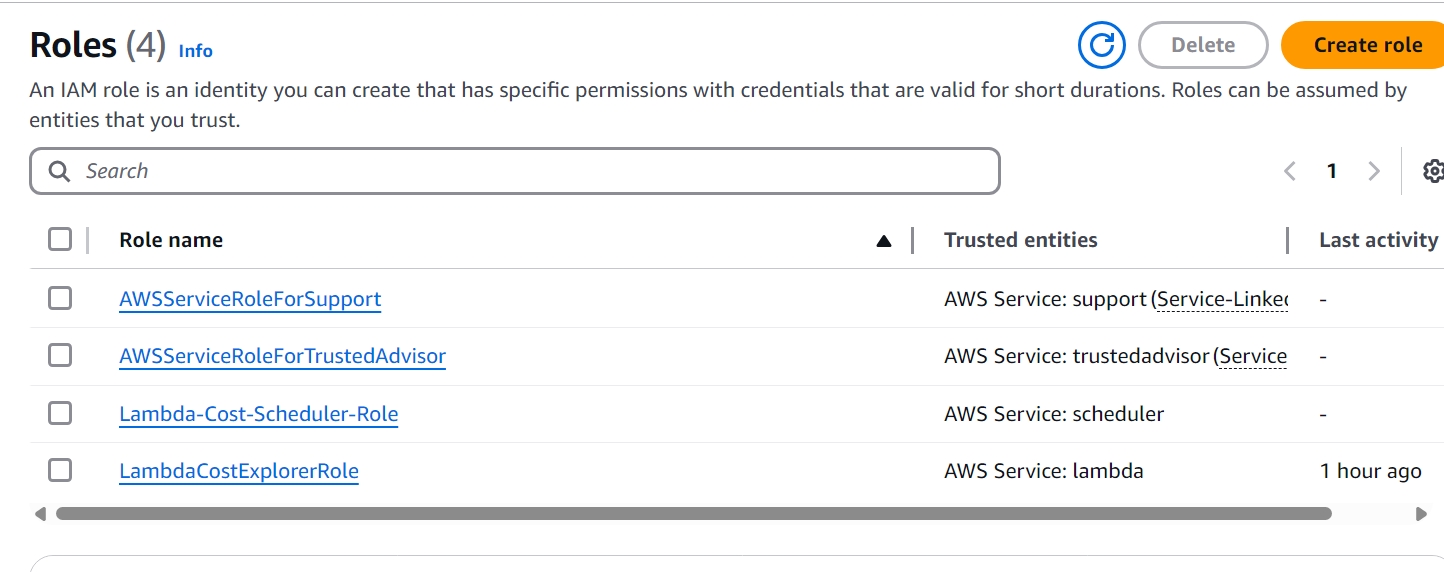 Roles (4) Info
Delete
Create role
An IAM role is an identity you can create that has specific permissions with credentials that are valid for short durations. Roles can be assumed by
entities that you trust.
Search
1
Role name
Trusted entities
Last activity
AWSServiceRoleForSupport
AWS Service: support (Service-Linked
-
AWSServiceRoleForTrustedAdvisor
AWS Service: trustedadvisor (Service
-
Lambda-Cost-Scheduler-Role
AWS Service: scheduler
-
LambdaCostExplorerRole
AWS Service: lambda
1 hour ago